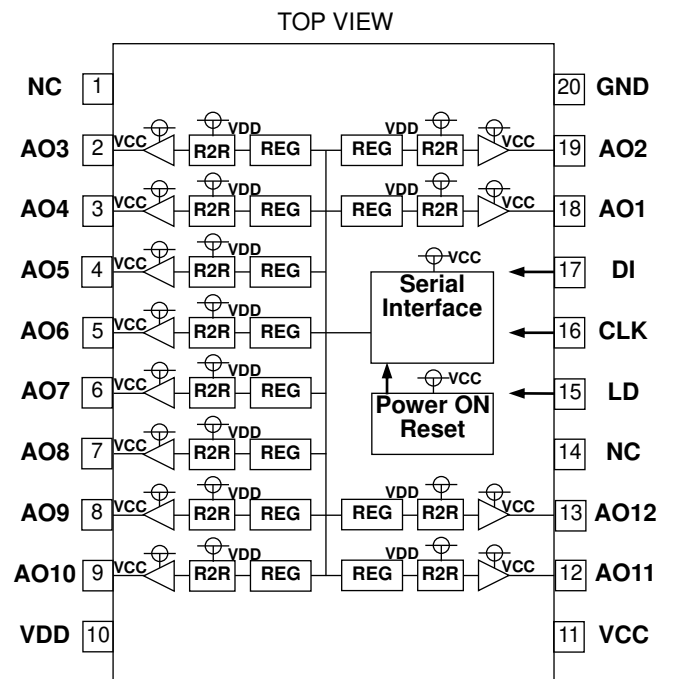 TOP VIEW
NC 1 20 GND
AO3 2 VCC R2R VDD REG REG VDD R2R VCC 19 AO2
AO4 3 VCC R2R VDD REG REG VDD R2R VCC 18 AO1
AO5 4 VCC R2R VDD REG
VCC
Serial
Interface
17 DI
AO6 5 VCC R2R VDD REG 16 CLK
AO7 6 VCC R2R VDD REG
VCC
Power ON
Reset
15 LD
AO8 7 VCC R2R VDD REG 14 NC
AO9 8 VCC R2R VDD REG REG VDD R2R VCC 13 AO12
AO10 9 VCC R2R VDD REG REG VDD R2R VCC 12 AO11
VDD 10 11 VCC